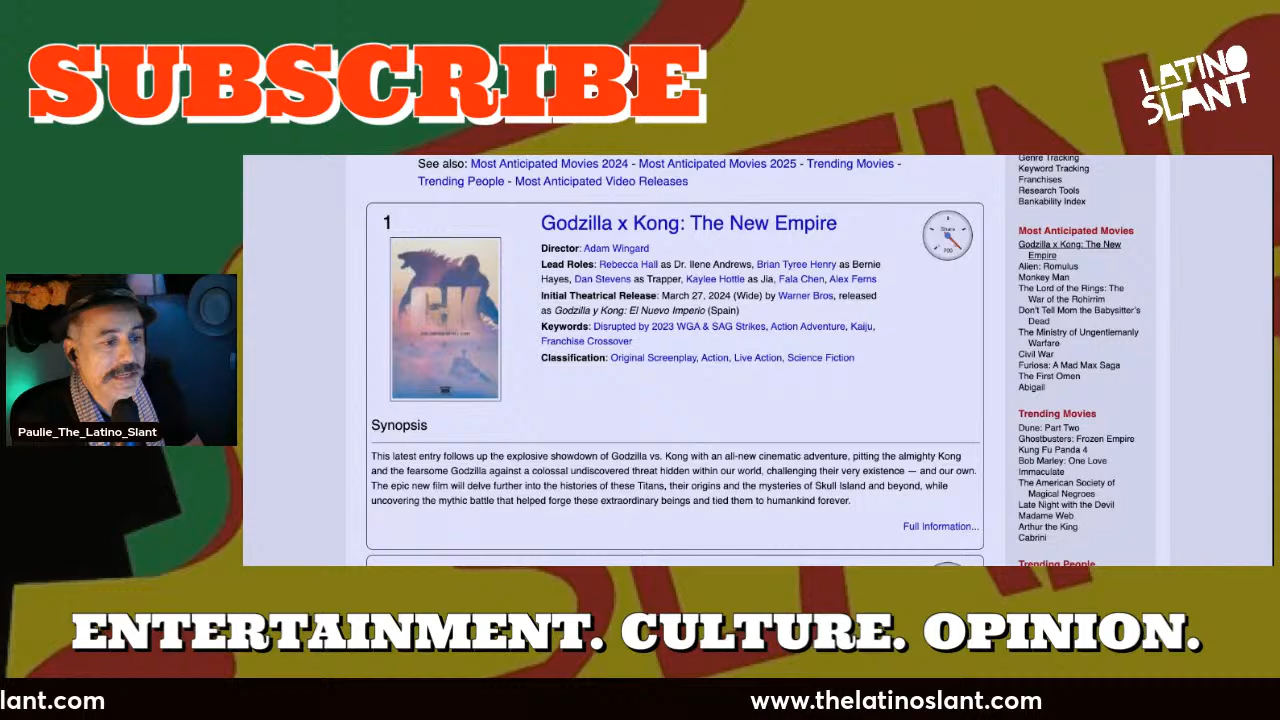 SUBSCRIBE
LATINO
SLANT
See also: Most Anticipated Movies 2024 - Most Anticipated Movies 2025 - Trending Movies -
Trending People - Most Anticipated Video Releases
1
Godzilla x Kong: The New Empire
Director: Adam Wingard
Lead Roles: Rebecca Hall as Dr. Ilene Andrews, Brian Tyree Henry as Bernie
Hayes, Dan Stevens as Trapper, Kaylee Hottle as Jia, Fala Chen, Alex Ferns
Initial Theatrical Release: March 27, 2024 (Wide) by Warner Bros, released
as Godzilla y Kong: El Nuevo Imperio (Spain)
Keywords: Disrupted by 2023 WGA & SAG Strikes, Action Adventure, Kaiju,
Franchise Crossover
Classification: Original Screenplay, Action, Live Action, Science Fiction
GK
Share
Synopsis
This latest entry follows up the explosive showdown of Godzilla vs. Kong with an all-new cinematic adventure, pitting the almighty Kong
and the fearsome Godzilla against a colossal undiscovered threat hidden within our world, challenging their very existence — and our own.
The epic new film will delve further into the histories of these Titans, their origins and the mysteries of Skull Island and beyond, while
uncovering the mythic battle that helped forge these extraordinary beings and tied them to humankind forever.
Full Information...
Genre Tracking
Keyword Tracking
Franchises
Research Tools
Bankability Index
Most Anticipated Movies
Godzilla x Kong: The New
Empire
Alien: Romulus
Monkey Man
The Lord of the Rings: The
War of the Rohirrim
Don't Tell Mom the Babysitter's
Dead
The Ministry of Ungentlemanly
Warfare
Civil War
Furiosa: A Mad Max Saga
The First Omen
Abigail
Trending Movies
Dune: Part Two
Ghostbusters: Frozen Empire
Kung Fu Panda 4
Bob Marley: One Love
Immaculate
The American Society of
Magical Negroes
Late Night with the Devil
Madame Web
Arthur the King
Cabrini
Trending People
Paulie_The_Latino_Slant
ENTERTAINMENT. CULTURE. OPINION.
slant.com
www.thelatinoslant.com